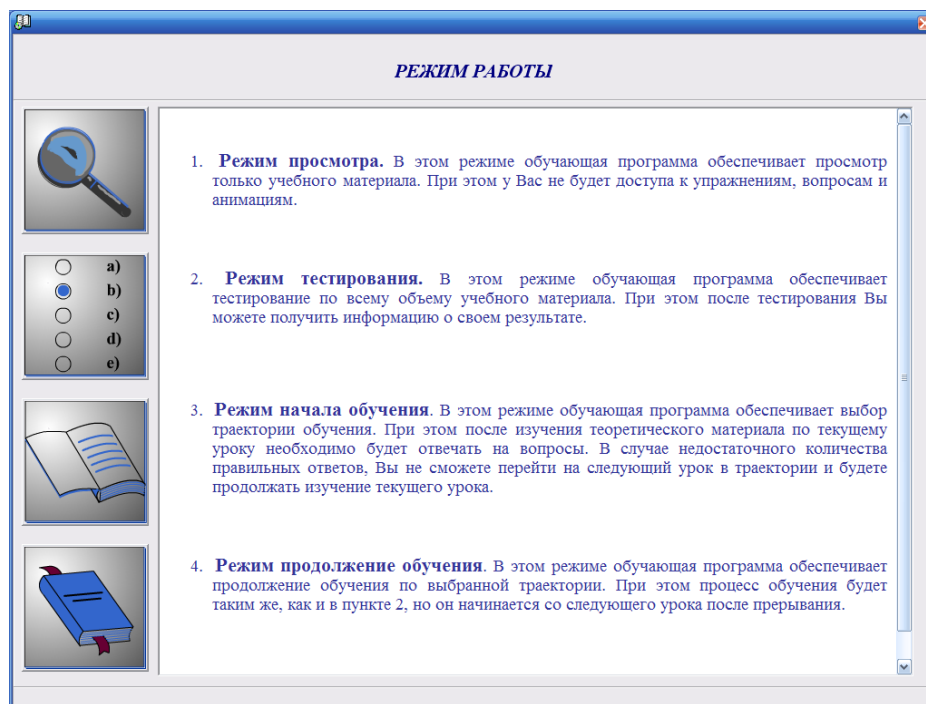 РЕЖИМ РАБОТЫ
1. Режим просмотра. В этом режиме обучающая программа обеспечивает просмотр
только учебного материала. При этом у Вас не будет доступа к упражнениям, вопросам и
анимациям.
a)
b)
c)
d)
e)
2. Режим тестирования. В этом режиме обучающая программа обеспечивает
тестирование по всему объему учебного материала. При этом после тестирования Вы
можете получить информацию о своем результате.
3. Режим начала обучения. В этом режиме обучающая программа обеспечивает выбор
траектории обучения. При этом после изучения теоретического материала по текущему
уроку необходимо будет отвечать на вопросы. В случае недостаточного количества
правильных ответов, Вы не сможете перейти на следующий урок в траектории и будете
продолжать изучение текущего урока.
4. Режим продолжение обучения. В этом режиме обучающая программа обеспечивает
продолжение обучения по выбранной траектории. При этом процесс обучения будет
таким же, как и в пункте 2, но он начинается со следующего урока после прерывания.